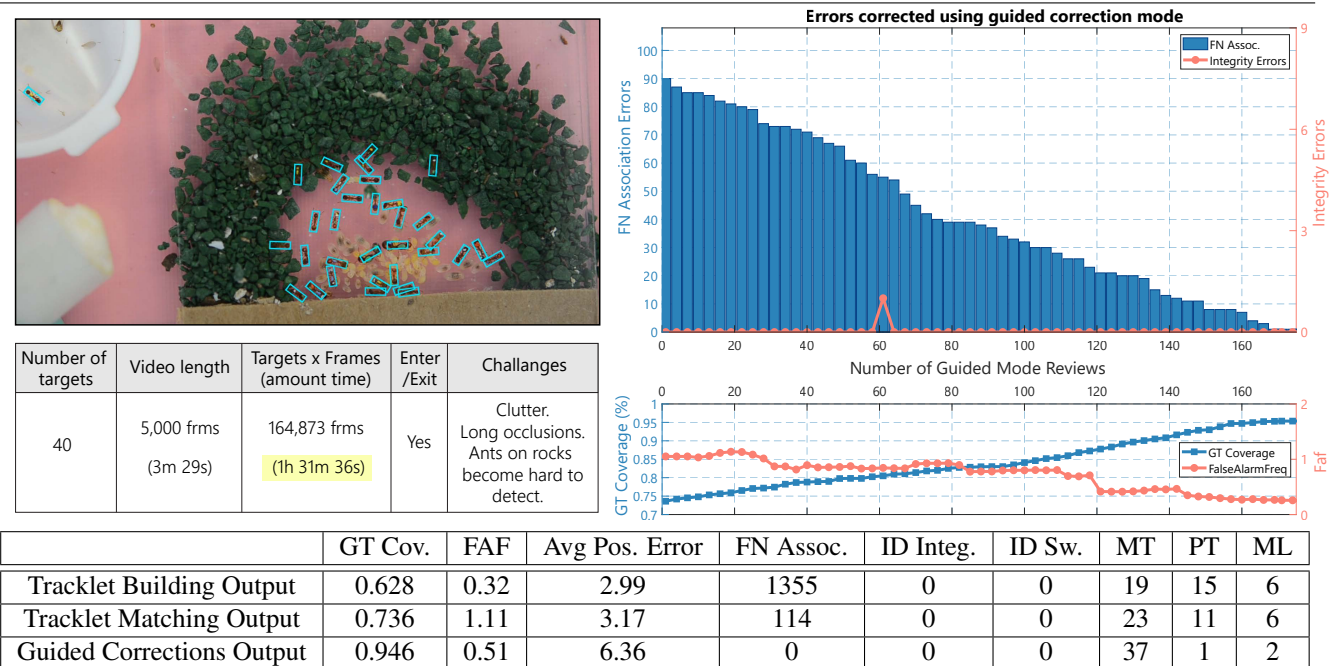 Errors corrected using guided correction mode
FN Assoc.
Integrity Errors
FN Association Errors
100
90
80
70
60
50
40
30
20
10
0
9
6
3
0
Integrity Errors
0 20 40 60 80 100 120 140 160
Number of Guided Mode Reviews
0 20 40 60 80 100 120 140 160
GT Coverage (%)
1
0.95
0.9
0.85
0.8
0.75
0.7
2
1
0
Faf
GT Coverage
FalseAlarmFreq
Number of targets Video length Targets x Frames (amount time) Enter /Exit Challanges
40 5,000 frms (3m 29s) 164,873 frms (1h 31m 36s) Yes Clutter.
Long occlusions.
Ants on rocks
become hard to
detect.
GT Cov. FAF Avg Pos. Error FN Assoc. ID Integ. ID Sw. MT PT ML
Tracklet Building Output 0.628 0.32 2.99 1355 0 0 19 15 6
Tracklet Matching Output 0.736 1.11 3.17 114 0 0 23 11 6
Guided Corrections Output 0.946 0.51 6.36 0 0 0 37 1 2